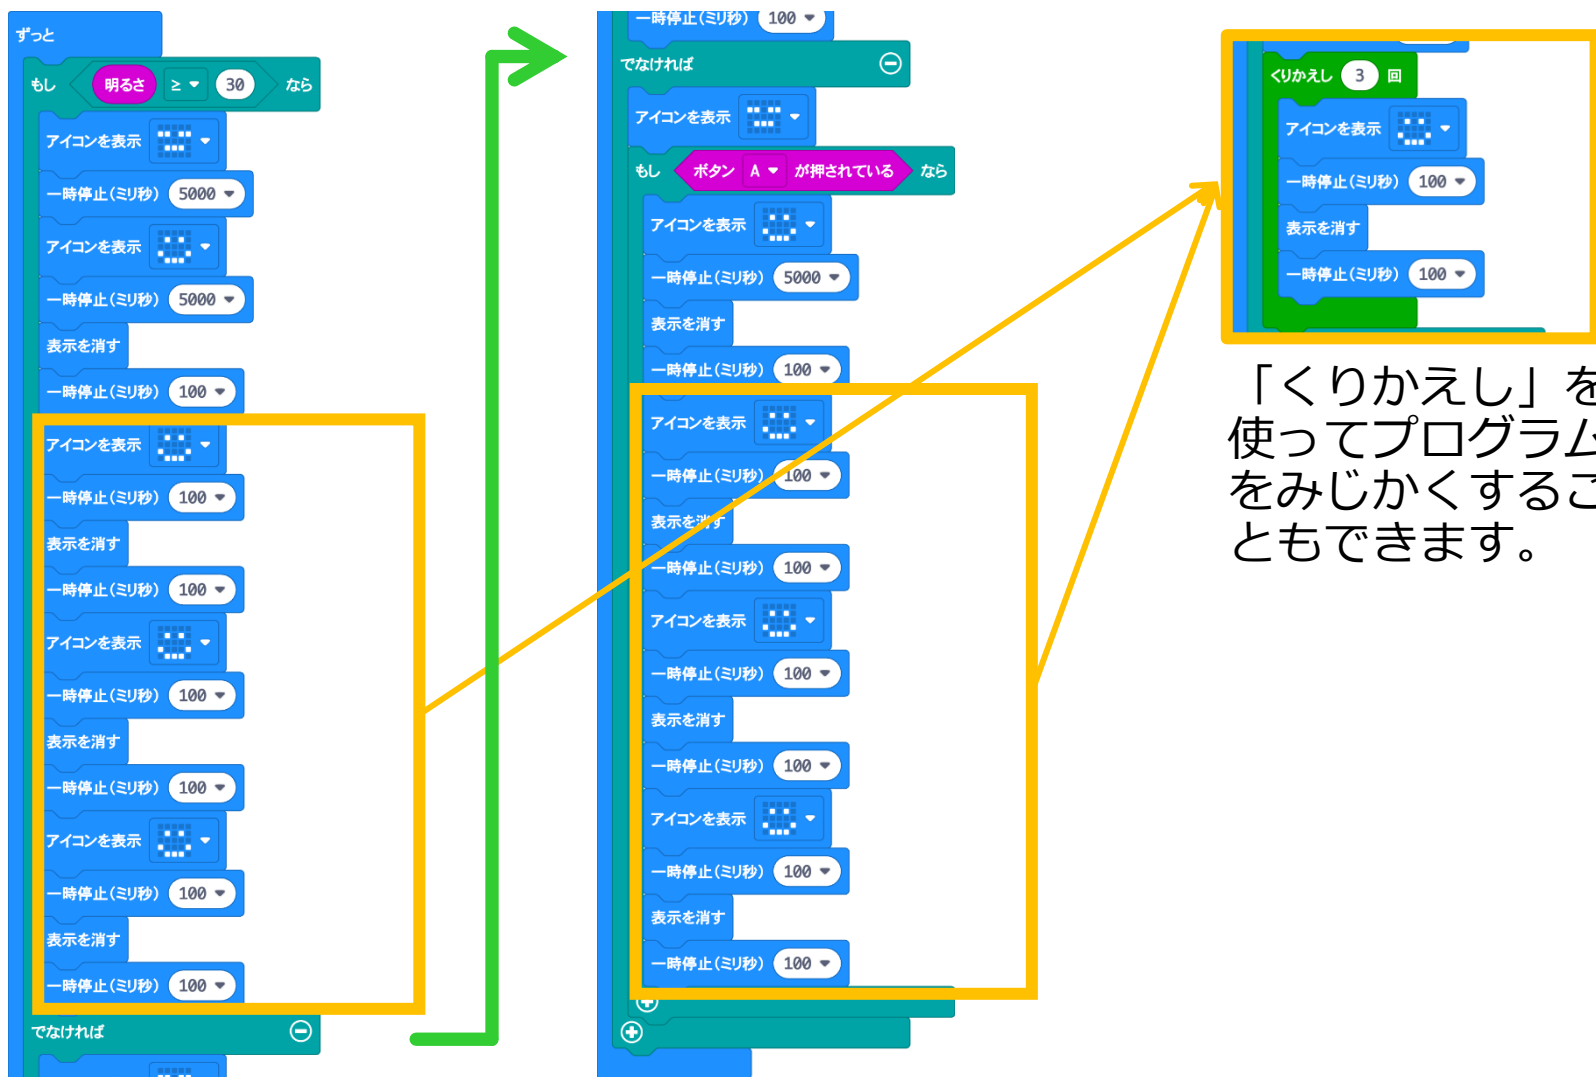 ずっと
もし 明るさ ≥ 30 なら
アイコンを表示
一時停止(ミリ秒) 5000
アイコンを表示
一時停止(ミリ秒) 5000
表示を消す
一時停止(ミリ秒) 100
アイコンを表示
一時停止(ミリ秒) 100
表示を消す
一時停止(ミリ秒) 100
アイコンを表示
一時停止(ミリ秒) 100
表示を消す
一時停止(ミリ秒) 100
アイコンを表示
一時停止(ミリ秒) 100
表示を消す
一時停止(ミリ秒) 100
でなければ
一時停止(ミリ秒) 100
でなければ
アイコンを表示
もし ボタン A が押されている なら
アイコンを表示
一時停止(ミリ秒) 5000
表示を消す
一時停止(ミリ秒) 100
アイコンを表示
一時停止(ミリ秒) 100
表示を消す
一時停止(ミリ秒) 100
アイコンを表示
一時停止(ミリ秒) 100
表示を消す
一時停止(ミリ秒) 100
アイコンを表示
一時停止(ミリ秒) 100
表示を消す
一時停止(ミリ秒) 100
くりかえし 3 回
アイコンを表示
一時停止(ミリ秒) 100
表示を消す
一時停止(ミリ秒) 100
「くりかえし」を
使ってプログラム
をみじかくするこ
ともできます。